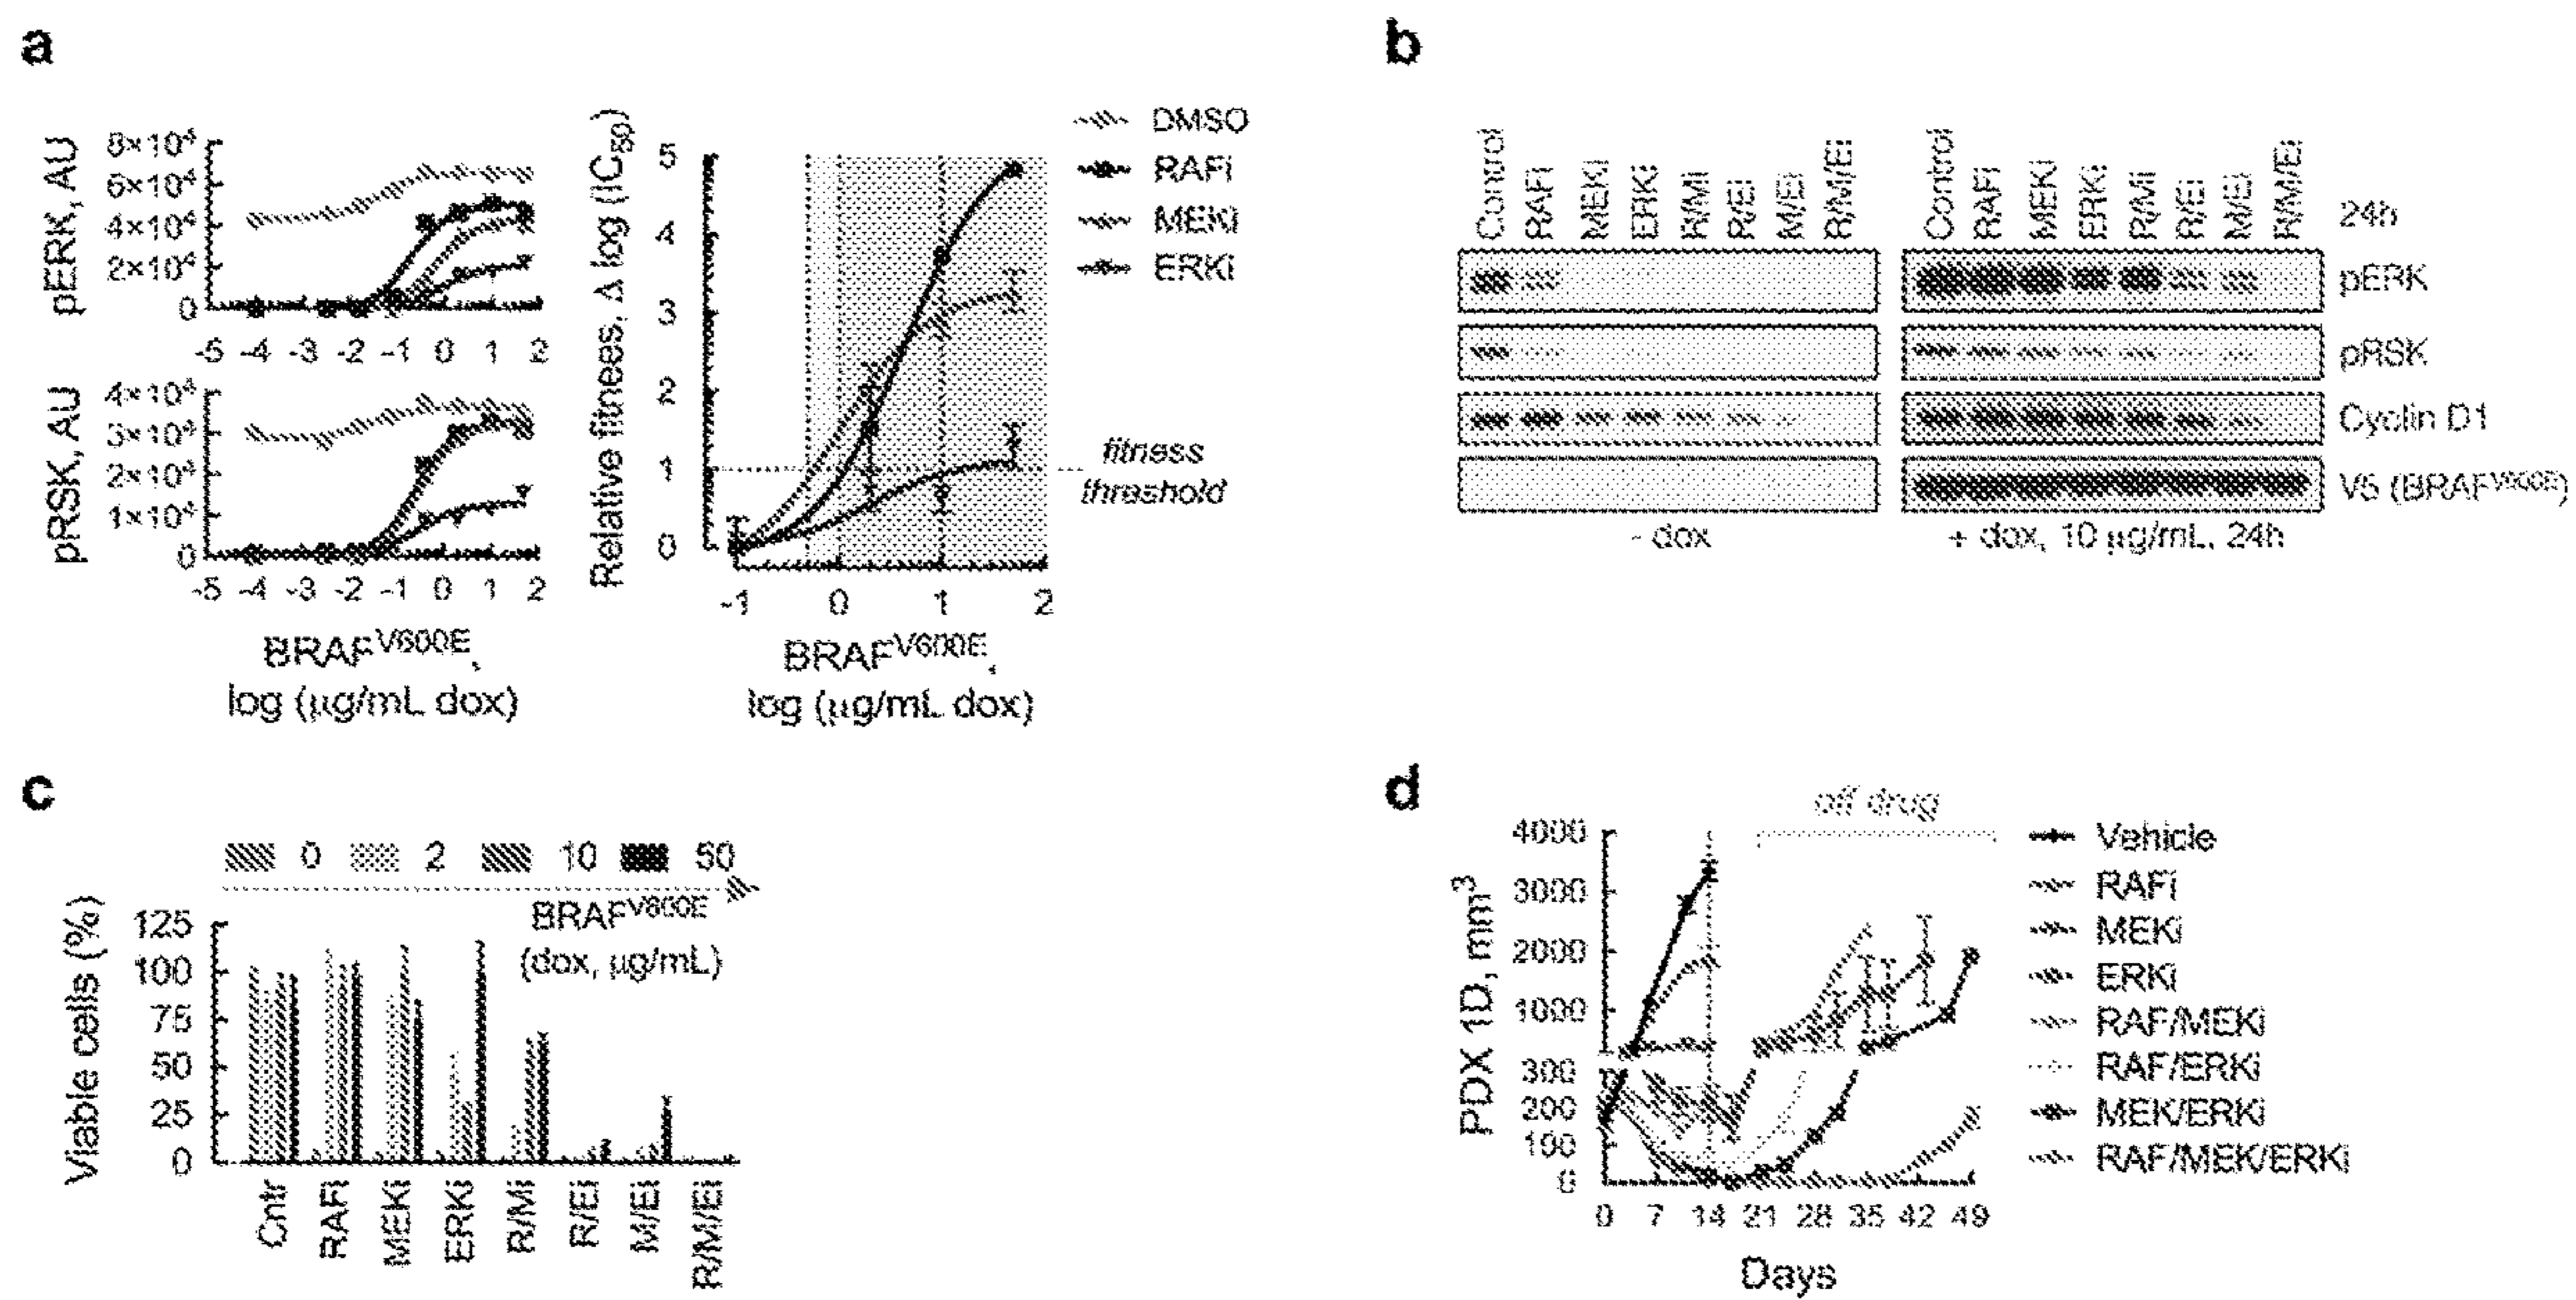 a
pERK, AU
8×10⁴
6×10⁴
4×10⁴
2×10⁴
0
-5 -4 -3 -2 -1 0 1 2
pRSK, AU
4×10⁴
3×10⁴
2×10⁴
1×10⁴
0
-5 -4 -3 -2 -1 0 1 2
BRAF^V600E,
log (µg/mL dox)
Relative fitness, Δ log (IC₅₀)
5
4
3
2
1
0
-1 0 1 2
BRAF^V600E,
log (µg/mL dox)
fitness
threshold
DMSO
RAFi
MEKi
ERKi
b
Control RAFi MEKi ERKi R/Mi R/Ei M/Ei R/M/Ei
Control RAFi MEKi ERKi R/Mi R/Ei M/Ei R/M/Ei
24h
pERK
pRSK
Cyclin D1
V5 (BRAF^V600E)
- dox
+ dox, 10 µg/mL, 24h
c
0 2 10 50
BRAF^V600E
(dox, µg/mL)
Viable cells (%)
125
100
75
50
25
0
Cntr RAFi MEKi ERKi R/Mi R/Ei M/Ei R/M/Ei
d
off drug
PDX 1D, mm³
4000
3000
2000
1000
300
200
100
0
0 7 14 21 28 35 42 49
Days
Vehicle
RAFi
MEKi
ERKi
RAF/MEKi
RAF/ERKi
MEK/ERKi
RAF/MEK/ERKi